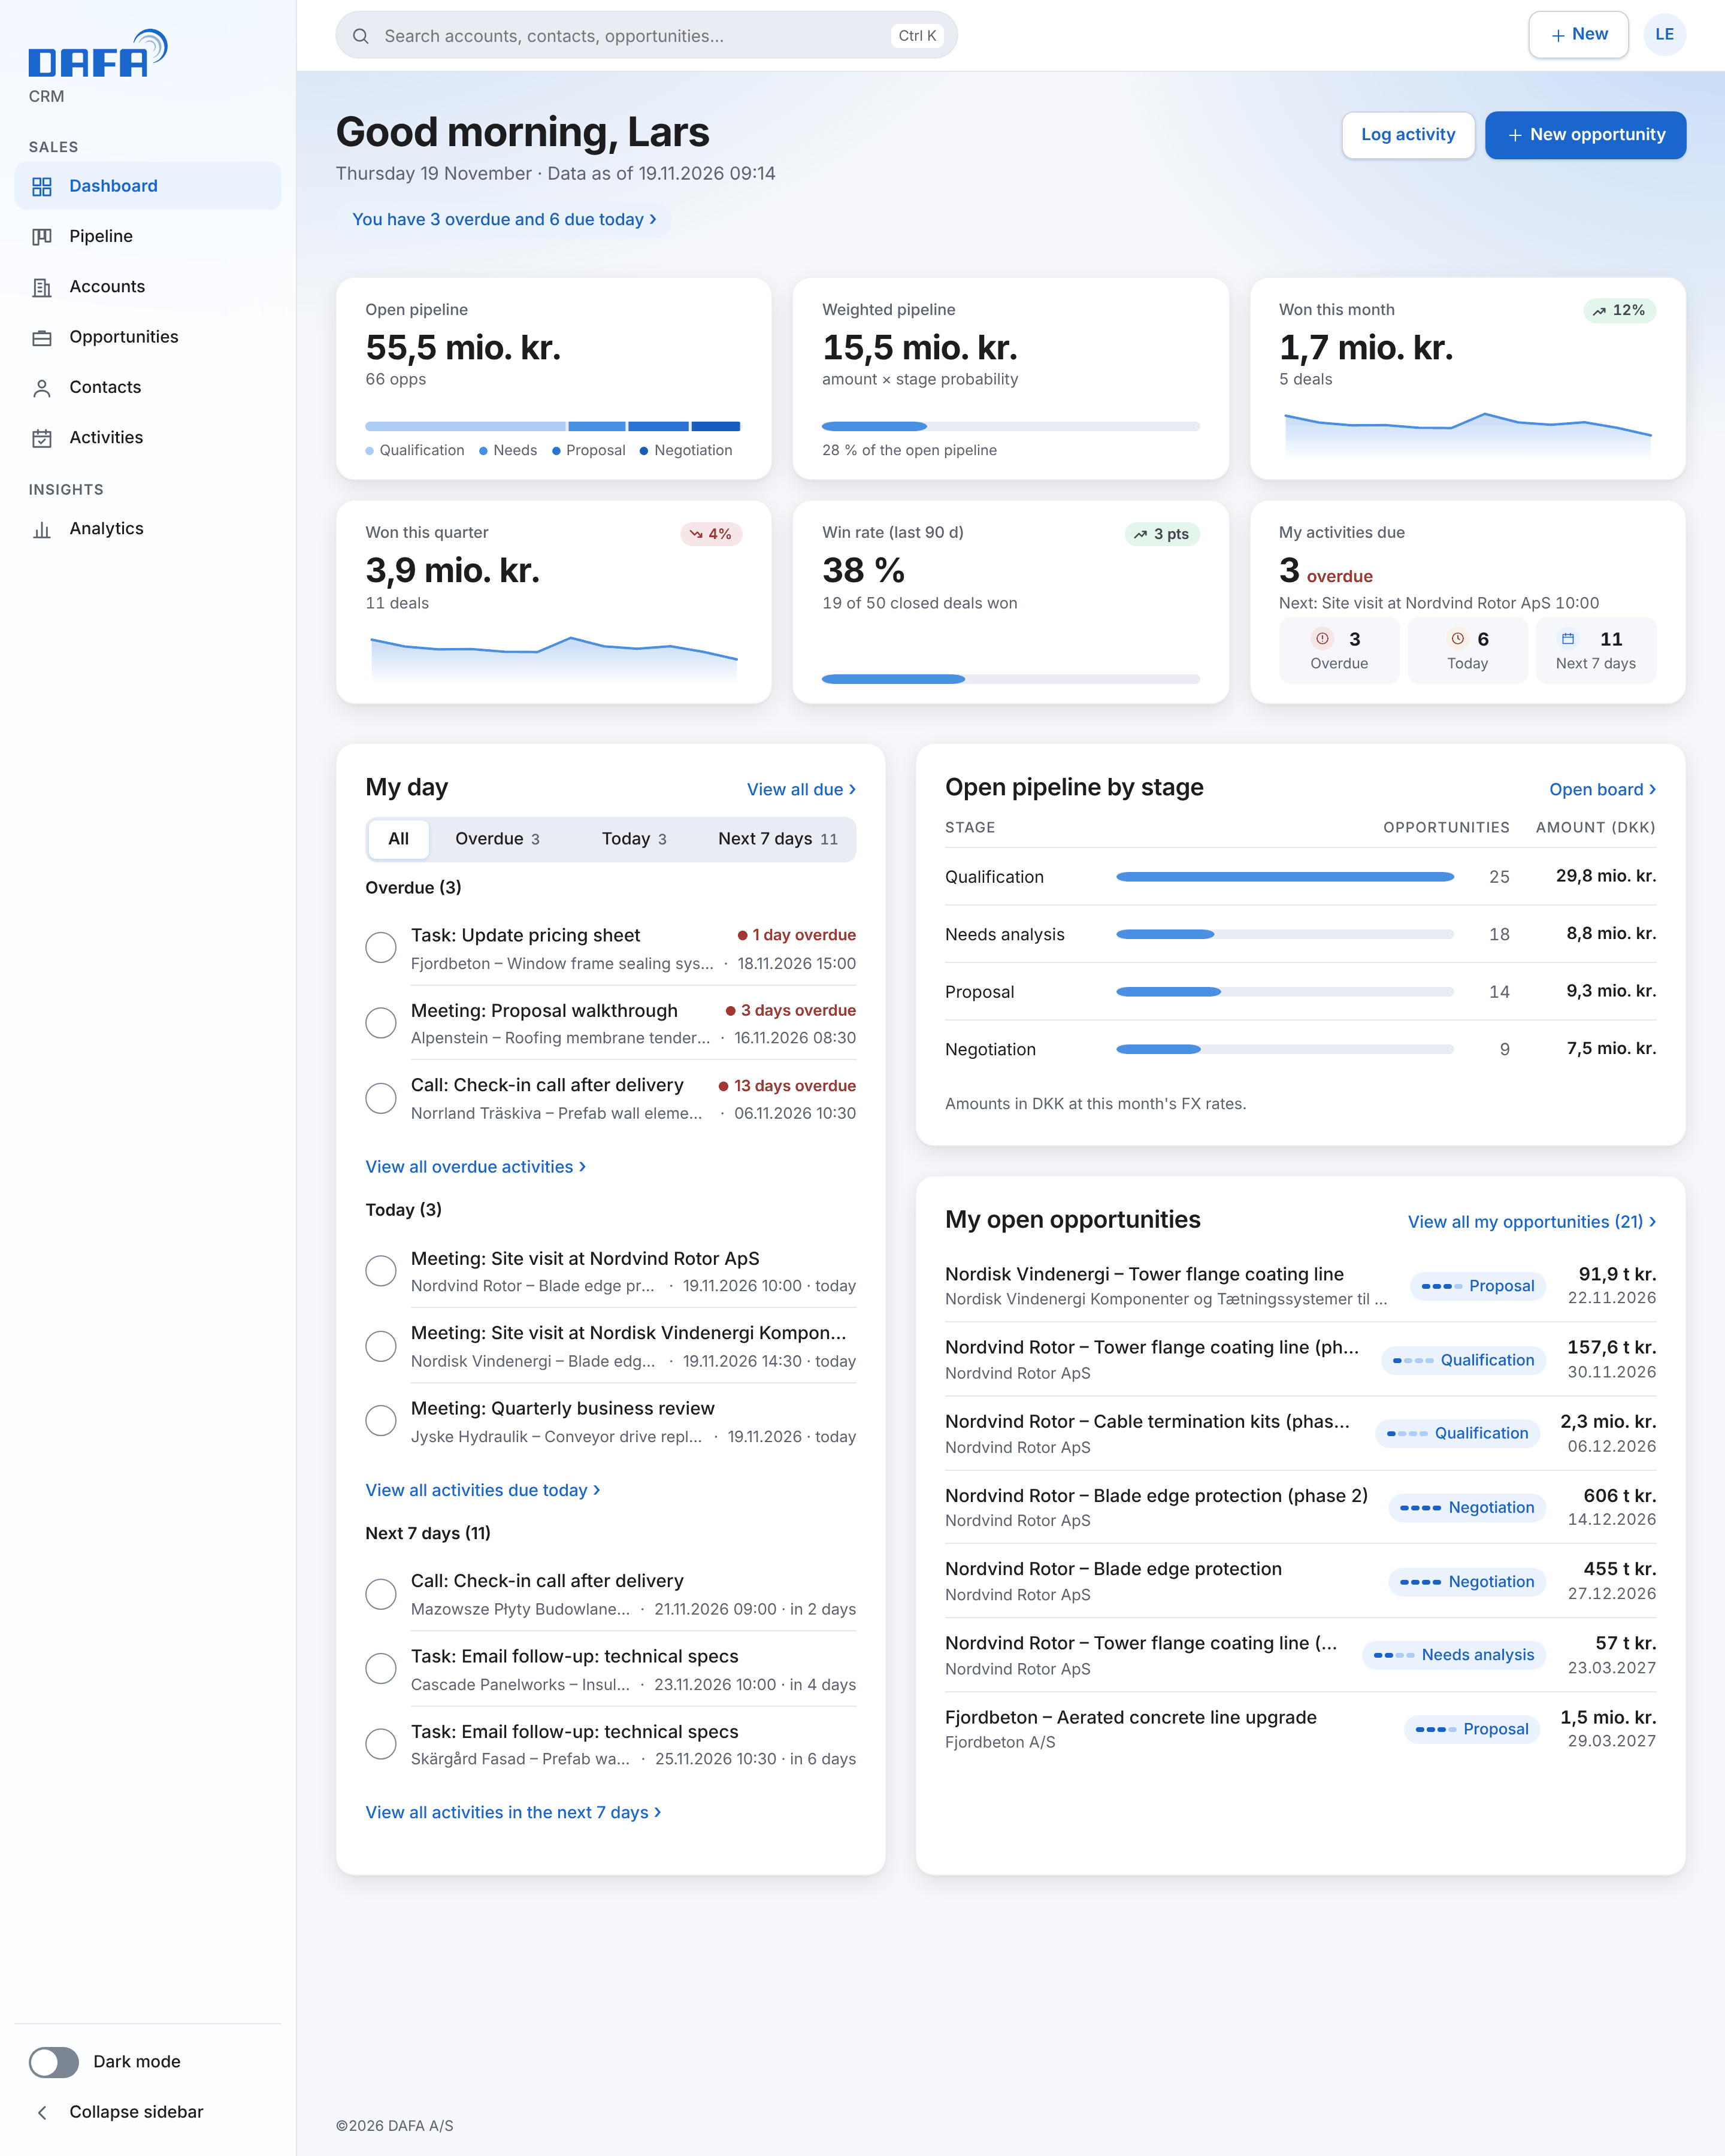 DAFA
CRM
SALES
Dashboard
Pipeline
Accounts
Opportunities
Contacts
Activities
INSIGHTS
Analytics
Dark mode
Collapse sidebar
Search accounts, contacts, opportunities...
Ctrl K
+ New
LE
Good morning, Lars
Thursday 19 November · Data as of 19.11.2026 09:14
You have 3 overdue and 6 due today ›
Log activity
+ New opportunity
Open pipeline
55,5 mio. kr.
66 opps
Qualification Needs Proposal Negotiation
Weighted pipeline
15,5 mio. kr.
amount × stage probability
28 % of the open pipeline
Won this month
12%
1,7 mio. kr.
5 deals
Won this quarter
4%
3,9 mio. kr.
11 deals
Win rate (last 90 d)
3 pts
38 %
19 of 50 closed deals won
My activities due
3 overdue
Next: Site visit at Nordvind Rotor ApS 10:00
3
Overdue
6
Today
11
Next 7 days
My day
View all due ›
All Overdue 3 Today 3 Next 7 days 11
Overdue (3)
Task: Update pricing sheet 1 day overdue
Fjordbeton – Window frame sealing sys... · 18.11.2026 15:00
Meeting: Proposal walkthrough 3 days overdue
Alpenstein – Roofing membrane tender... · 16.11.2026 08:30
Call: Check-in call after delivery 13 days overdue
Norrland Träskiva – Prefab wall eleme... · 06.11.2026 10:30
View all overdue activities ›
Today (3)
Meeting: Site visit at Nordvind Rotor ApS
Nordvind Rotor – Blade edge pr... · 19.11.2026 10:00 · today
Meeting: Site visit at Nordisk Vindenergi Kompon...
Nordisk Vindenergi – Blade edg... · 19.11.2026 14:30 · today
Meeting: Quarterly business review
Jyske Hydraulik – Conveyor drive repl... · 19.11.2026 · today
View all activities due today ›
Next 7 days (11)
Call: Check-in call after delivery
Mazowsze Płyty Budowlane... · 21.11.2026 09:00 · in 2 days
Task: Email follow-up: technical specs
Cascade Panelworks – Insul... · 23.11.2026 10:00 · in 4 days
Task: Email follow-up: technical specs
Skärgård Fasad – Prefab wa... · 25.11.2026 10:30 · in 6 days
View all activities in the next 7 days ›
Open pipeline by stage
Open board ›
STAGE OPPORTUNITIES AMOUNT (DKK)
Qualification 25 29,8 mio. kr.
Needs analysis 18 8,8 mio. kr.
Proposal 14 9,3 mio. kr.
Negotiation 9 7,5 mio. kr.
Amounts in DKK at this month's FX rates.
My open opportunities
View all my opportunities (21) ›
Nordisk Vindenergi – Tower flange coating line
Nordisk Vindenergi Komponenter og Tætningssystemer til ...
Proposal
91,9 t kr.
22.11.2026
Nordvind Rotor – Tower flange coating line (ph...
Nordvind Rotor ApS
Qualification
157,6 t kr.
30.11.2026
Nordvind Rotor – Cable termination kits (phas...
Nordvind Rotor ApS
Qualification
2,3 mio. kr.
06.12.2026
Nordvind Rotor – Blade edge protection (phase 2)
Nordvind Rotor ApS
Negotiation
606 t kr.
14.12.2026
Nordvind Rotor – Blade edge protection
Nordvind Rotor ApS
Negotiation
455 t kr.
27.12.2026
Nordvind Rotor – Tower flange coating line (...
Nordvind Rotor ApS
Needs analysis
57 t kr.
23.03.2027
Fjordbeton – Aerated concrete line upgrade
Fjordbeton A/S
Proposal
1,5 mio. kr.
29.03.2027
©2026 DAFA A/S